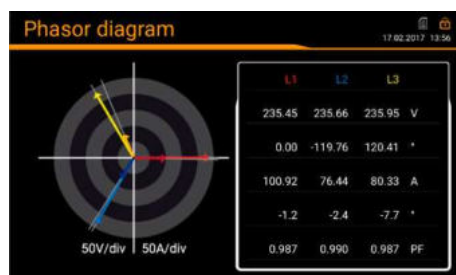 Phasor diagram
17.02.2017 13:56
L1 L2 L3
235.45 235.66 235.95 V
0.00 -119.76 120.41 °
100.92 76.44 80.33 A
-1.2 -2.4 -7.7 °
0.987 0.990 0.987 PF
50V/div 50A/div